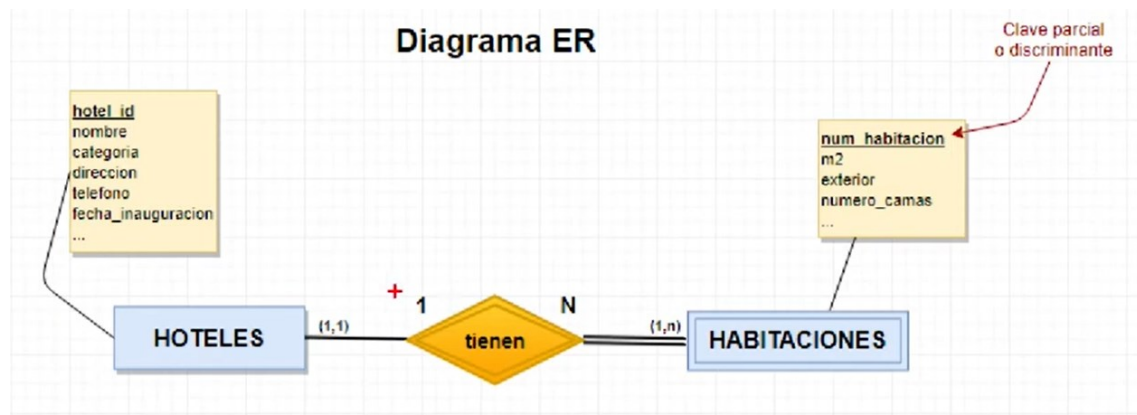 Diagrama ER
Clave parcial
o discriminante
hotel_id
nombre
categoria
direccion
telefono
fecha_inauguracion
...
num_habitacion
m2
exterior
numero_camas
...
+
1
N
HOTELES
(1,1)
tienen
(1,n)
HABITACIONES